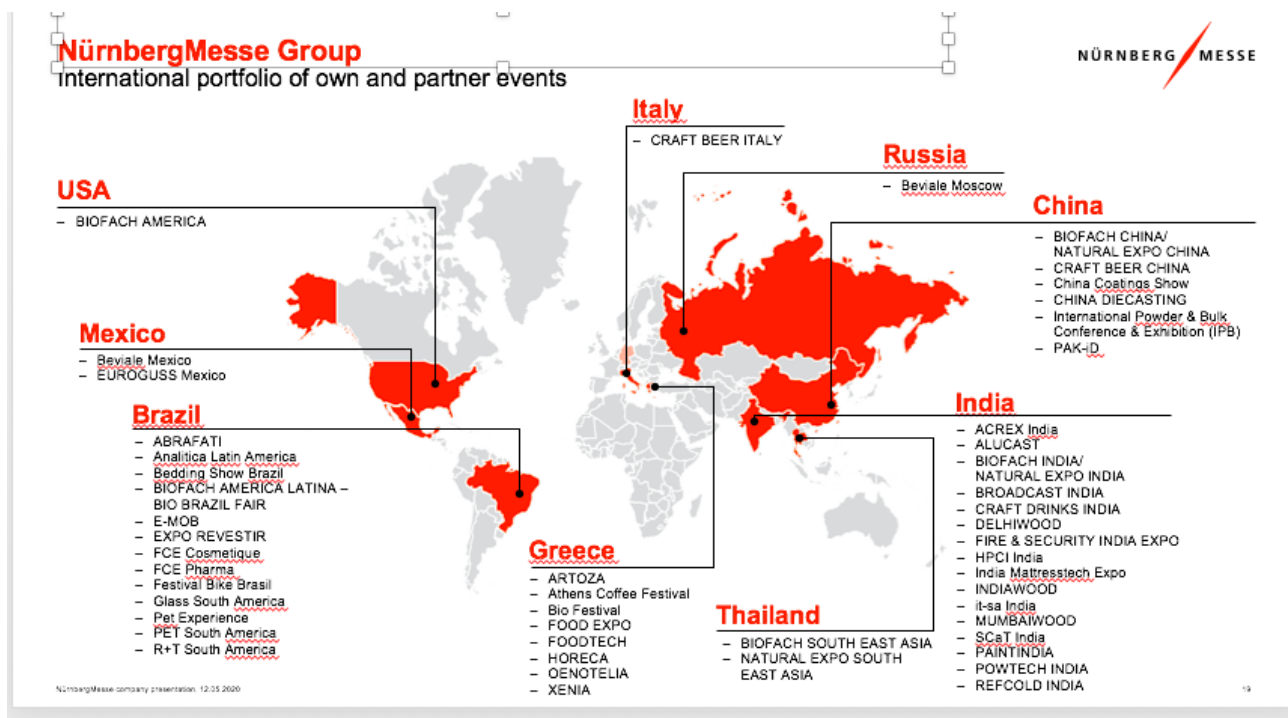 NürnbergMesse Group
International portfolio of own and partner events
NÜRNBERG MESSE
Italy
– CRAFT BEER ITALY
Russia
– Beviale Moscow
USA
– BIOFACH AMERICA
China
– BIOFACH CHINA/
NATURAL EXPO CHINA
– CRAFT BEER CHINA
– China Coatings Show
– CHINA DIECASTING
– International Powder & Bulk
Conference & Exhibition (IPB)
– PAK-iD
Mexico
– Beviale Mexico
– EUROGUSS Mexico
Brazil
– ABRAFATI
– Analitica Latin America
– Bedding Show Brazil
– BIOFACH AMERICA LATINA –
BIO BRAZIL FAIR
– E-MOB
– EXPO REVESTIR
– FCE Cosmetique
– FCE Pharma
– Festival Bike Brasil
– Glass South America
– Pet Experience
– PET South America
– R+T South America
India
– ACREX India
– ALUCAST
– BIOFACH INDIA/
NATURAL EXPO INDIA
– BROADCAST INDIA
– CRAFT DRINKS INDIA
– DELHIWOOD
– FIRE & SECURITY INDIA EXPO
– HPCI India
– India Mattresstech Expo
– INDIAWOOD
– it-sa India
– MUMBAIWOOD
– SCaT India
– PAINTINDIA
– POWTECH INDIA
– REFCOLD INDIA
Greece
– ARTOZA
– Athens Coffee Festival
– Bio Festival
– FOOD EXPO
– FOODTECH
– HORECA
– OENOTELIA
– XENIA
Thailand
– BIOFACH SOUTH EAST ASIA
– NATURAL EXPO SOUTH
EAST ASIA
NürnbergMesse company presentation, 12.05.2020